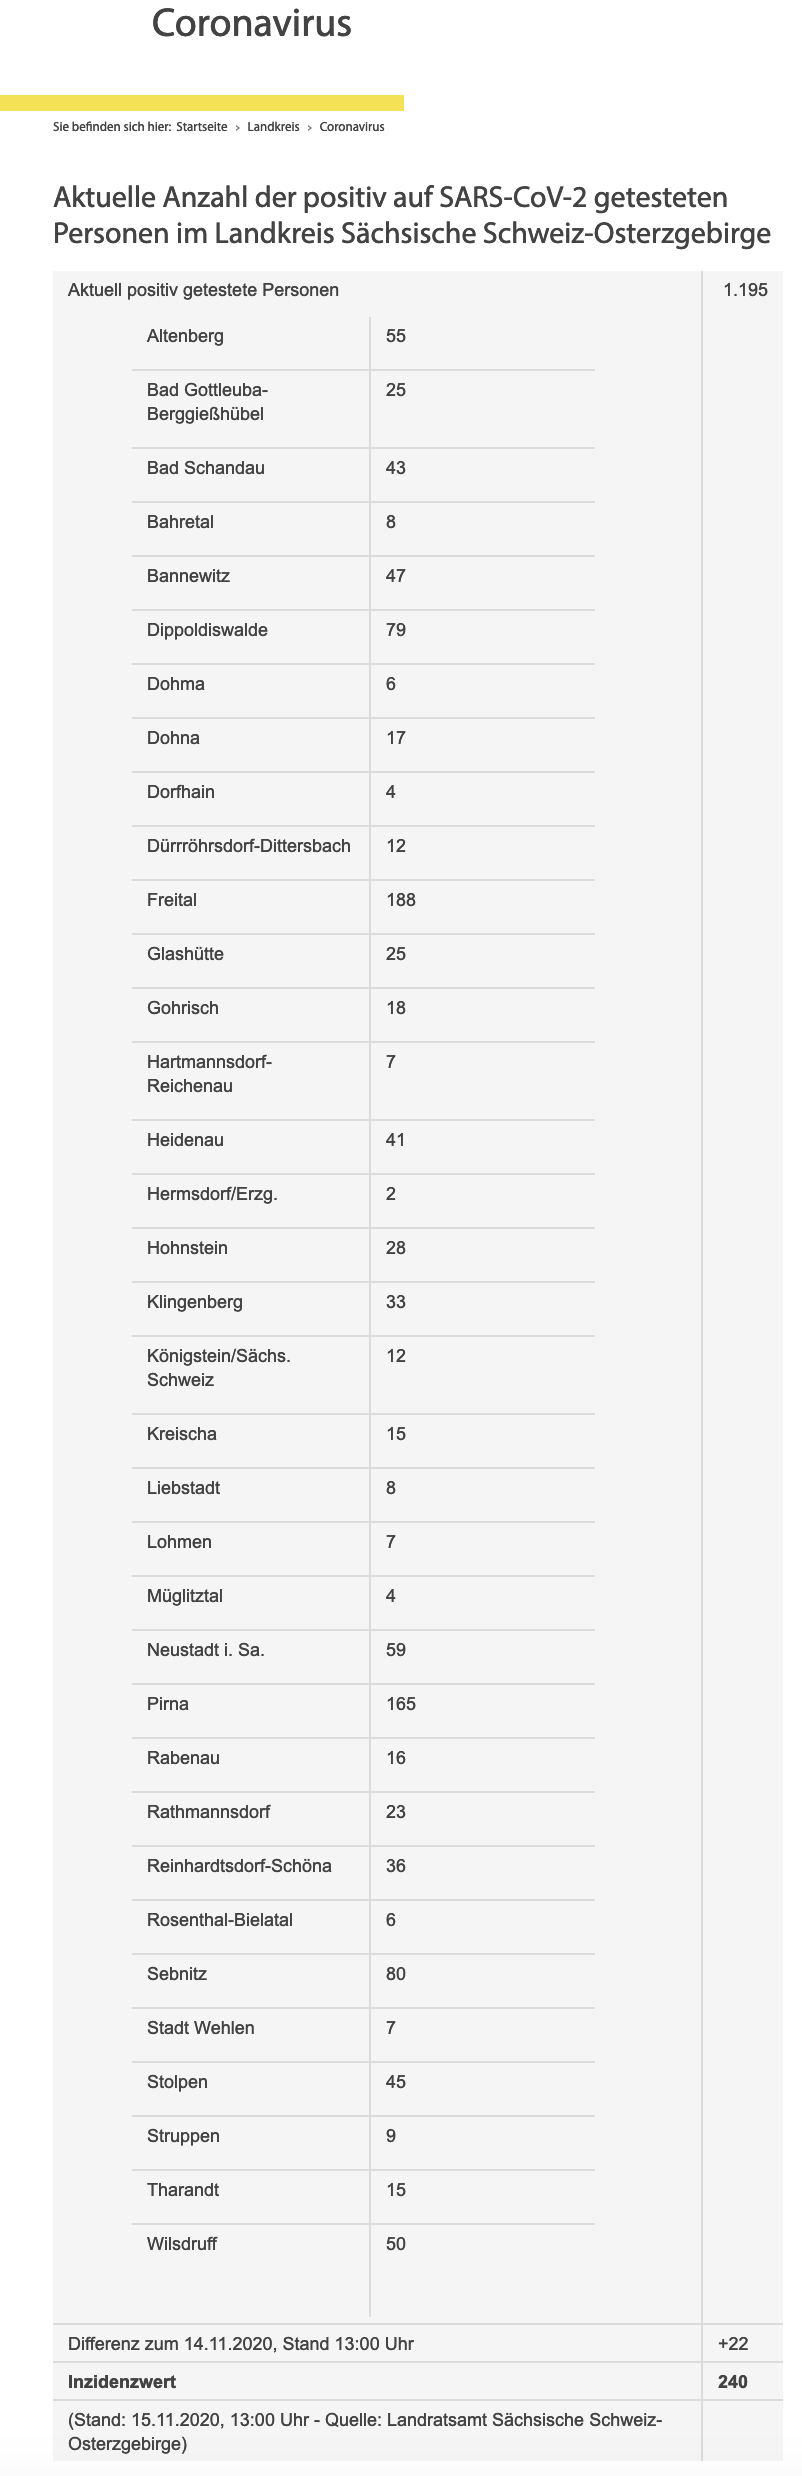 Coronavirus
Sie befinden sich hier: Startseite › Landkreis › Coronavirus
Aktuelle Anzahl der positiv auf SARS-CoV-2 getesteten
Personen im Landkreis Sächsische Schweiz-Osterzgebirge
Aktuell positiv getestete Personen 1.195
Altenberg 55
Bad Gottleuba- 25
Berggießhübel
Bad Schandau 43
Bahretal 8
Bannewitz 47
Dippoldiswalde 79
Dohma 6
Dohna 17
Dorfhain 4
Dürrröhrsdorf-Dittersbach 12
Freital 188
Glashütte 25
Gohrisch 18
Hartmannsdorf- 7
Reichenau
Heidenau 41
Hermsdorf/Erzg. 2
Hohnstein 28
Klingenberg 33
Königstein/Sächs. 12
Schweiz
Kreischa 15
Liebstadt 8
Lohmen 7
Müglitztal 4
Neustadt i. Sa. 59
Pirna 165
Rabenau 16
Rathmannsdorf 23
Reinhardtsdorf-Schöna 36
Rosenthal-Bielatal 6
Sebnitz 80
Stadt Wehlen 7
Stolpen 45
Struppen 9
Tharandt 15
Wilsdruff 50
Differenz zum 14.11.2020, Stand 13:00 Uhr +22
Inzidenzwert 240
(Stand: 15.11.2020, 13:00 Uhr - Quelle: Landratsamt Sächsische Schweiz-
Osterzgebirge)